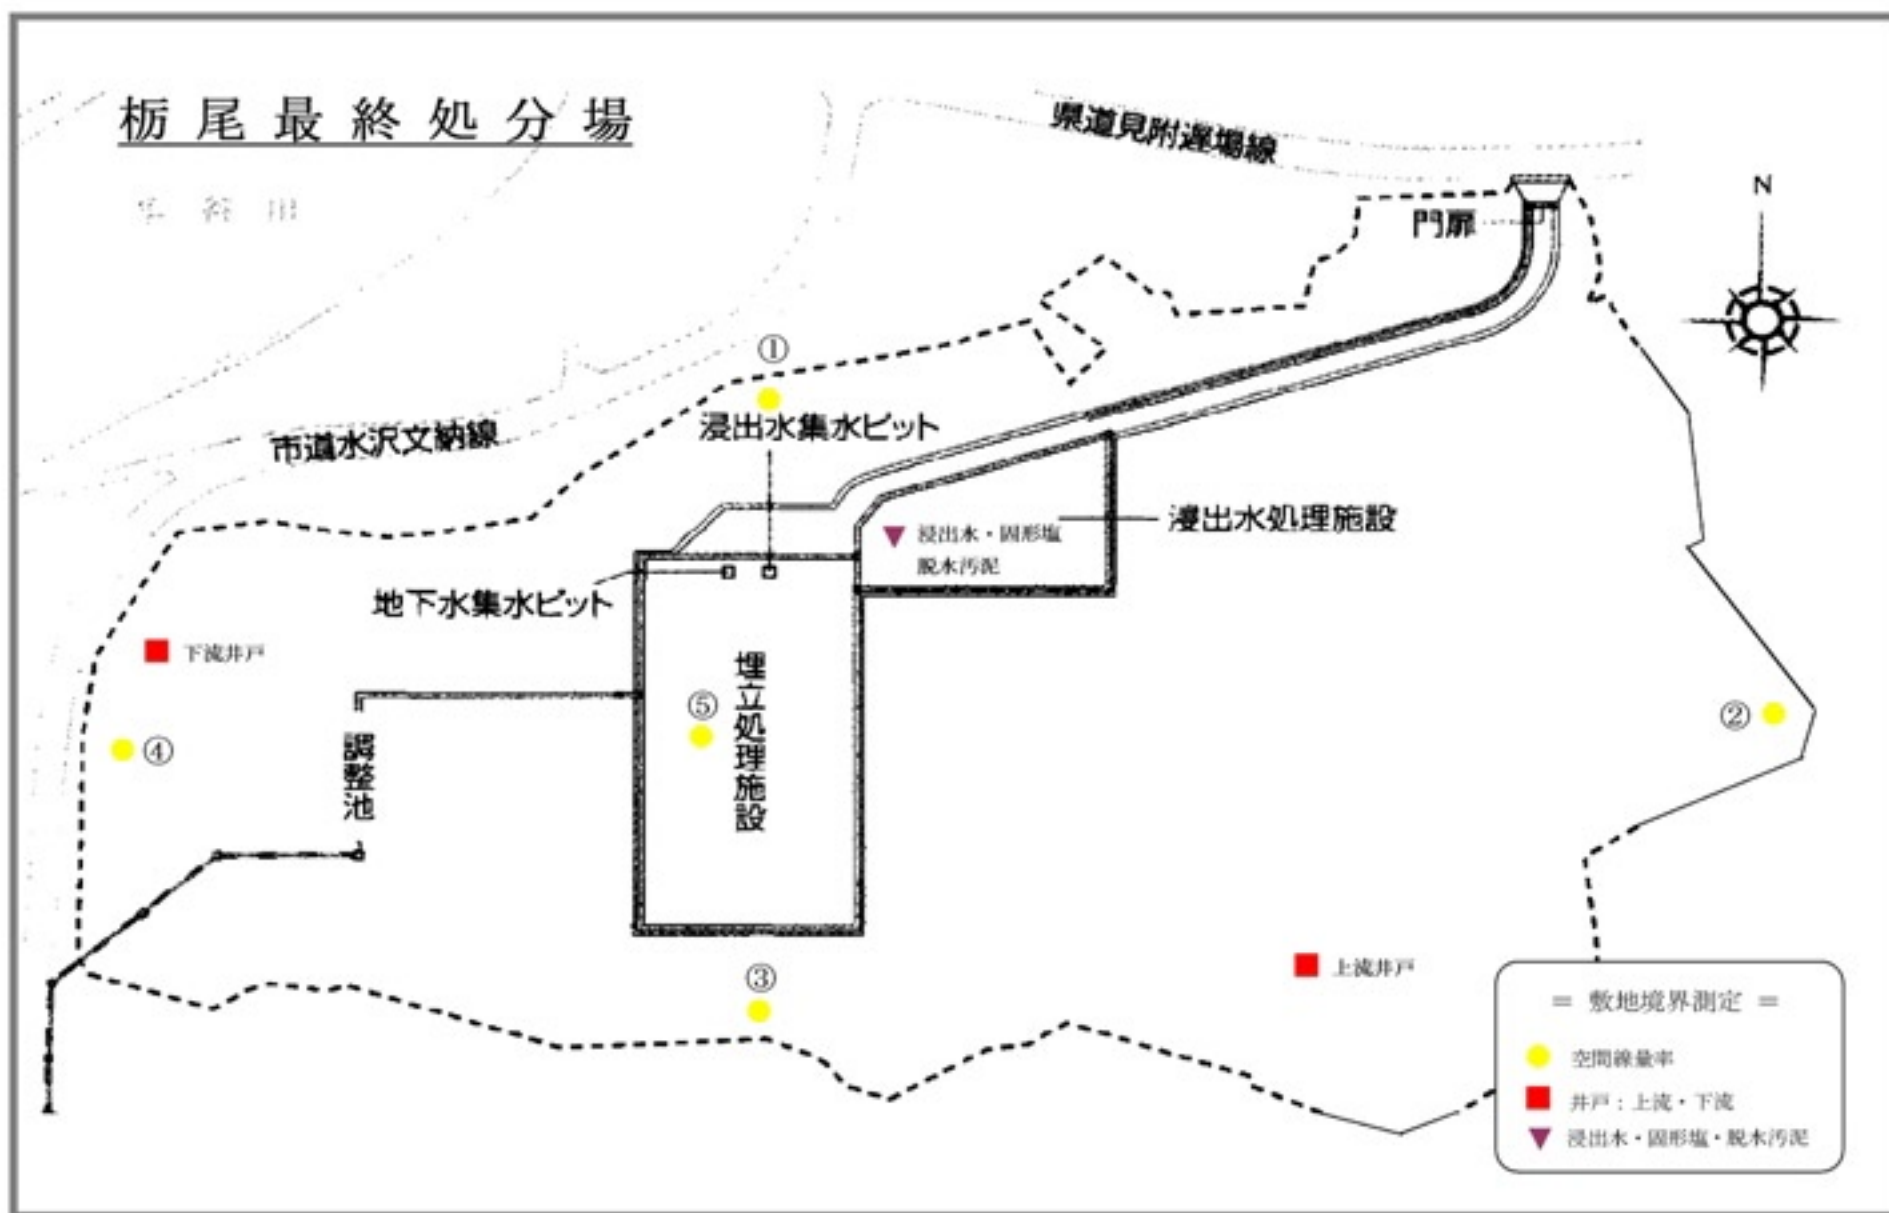 栃尾最終処分場
県道見附遅場線
N
門扉
①
浸出水集水ピット
市道水沢文納線
浸出水処理施設
浸出水・固形塩
脱水汚泥
地下水集水ピット
下流井戸
埋立処理施設
⑤
②
④
調整池
③
上流井戸
= 敷地境界測定 =
空間線量率
井戸：上流・下流
浸出水・固形塩・脱水汚泥